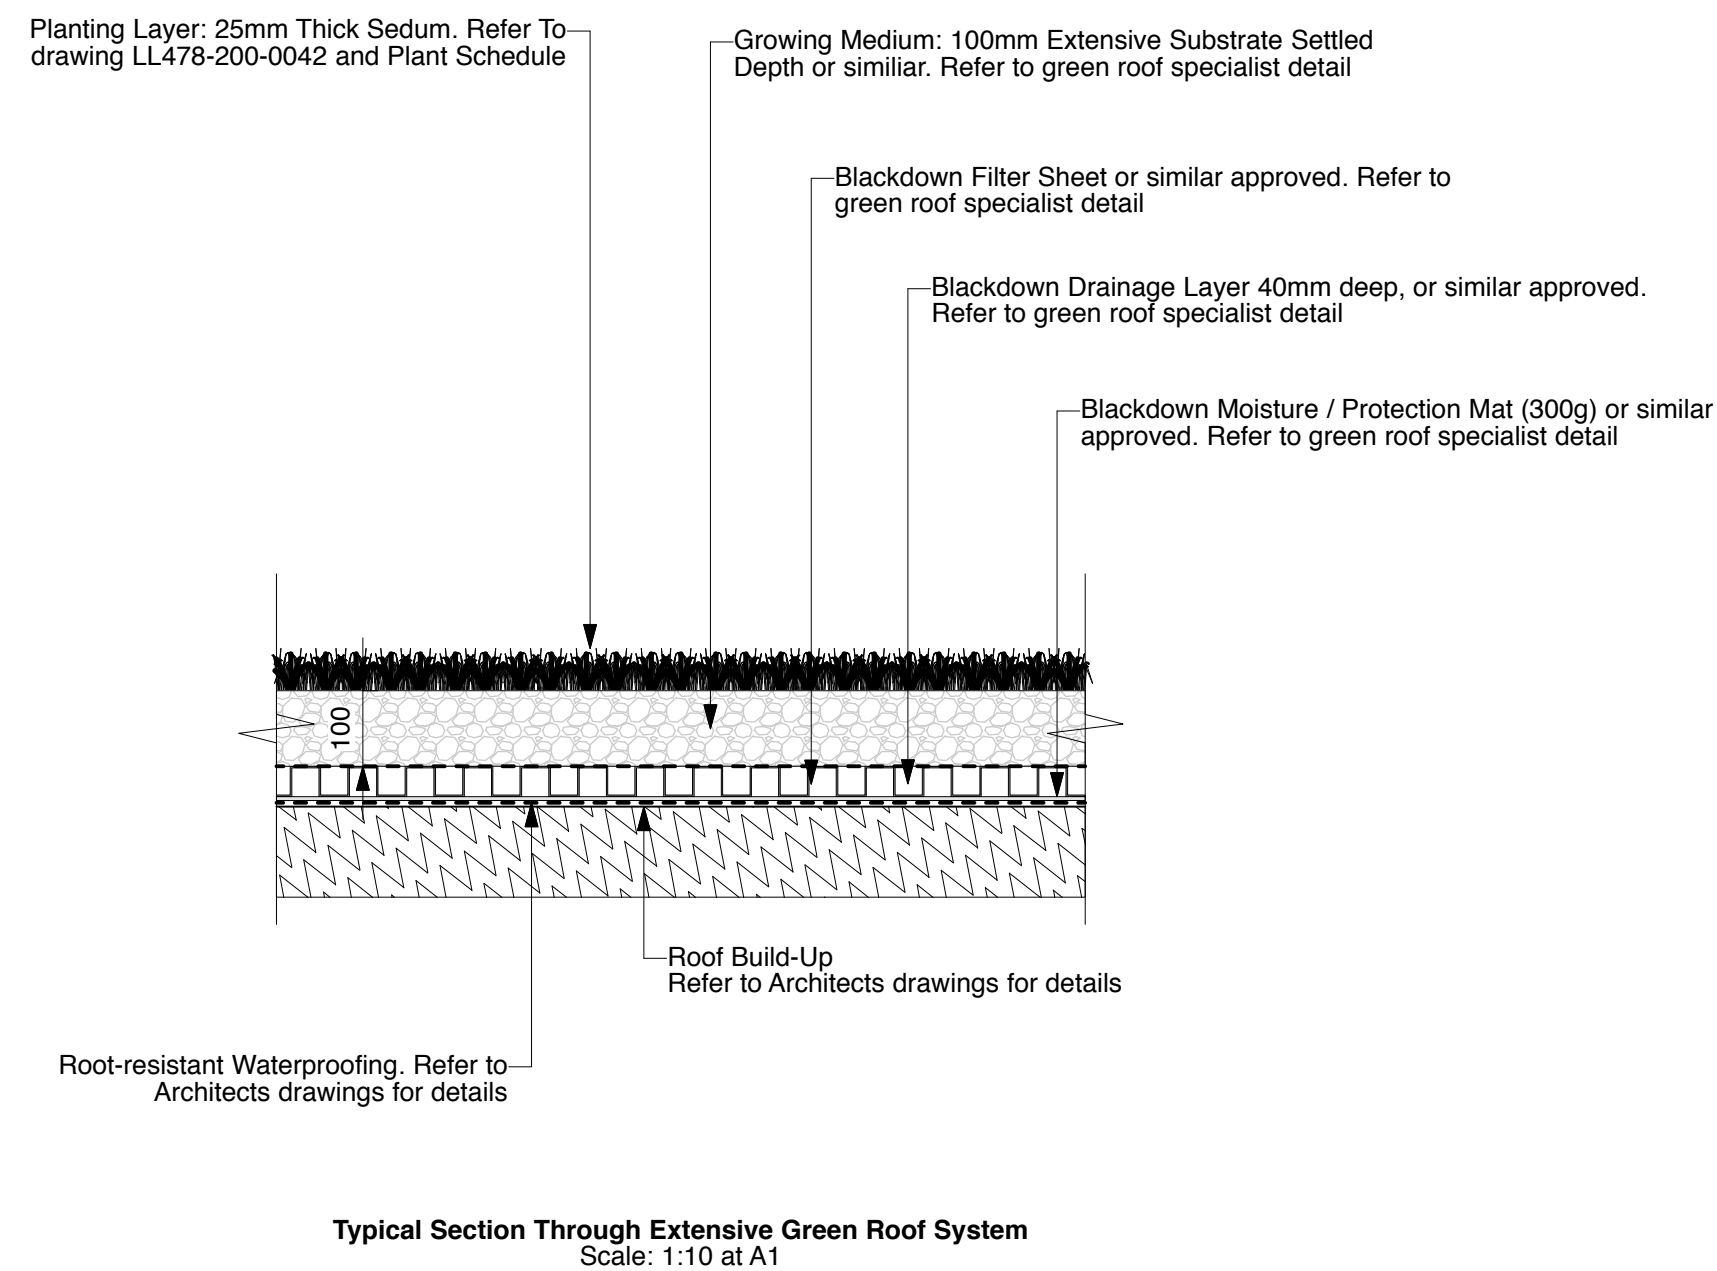 Planting Layer: 25mm Thick Sedum. Refer To
drawing LL478-200-0042 and Plant Schedule
Growing Medium: 100mm Extensive Substrate Settled
Depth or similiar. Refer to green roof specialist detail
Blackdown Filter Sheet or similar approved. Refer to
green roof specialist detail
Blackdown Drainage Layer 40mm deep, or similar approved.
Refer to green roof specialist detail
Blackdown Moisture / Protection Mat (300g) or similar
approved. Refer to green roof specialist detail
100
Roof Build-Up
Refer to Architects drawings for details
Root-resistant Waterproofing. Refer to
Architects drawings for details
Typical Section Through Extensive Green Roof System
Scale: 1:10 at A1